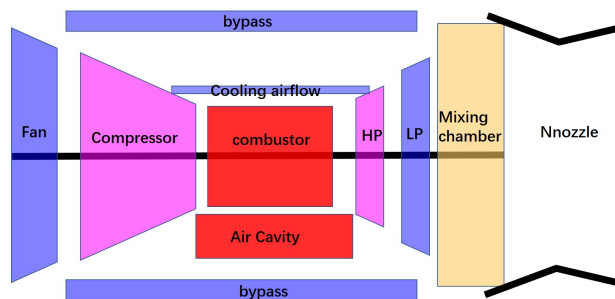 bypass
Cooling airflow
Fan
Compressor
combustor
HP
LP
Mixing
chamber
Nnozzle
Air Cavity
bypass